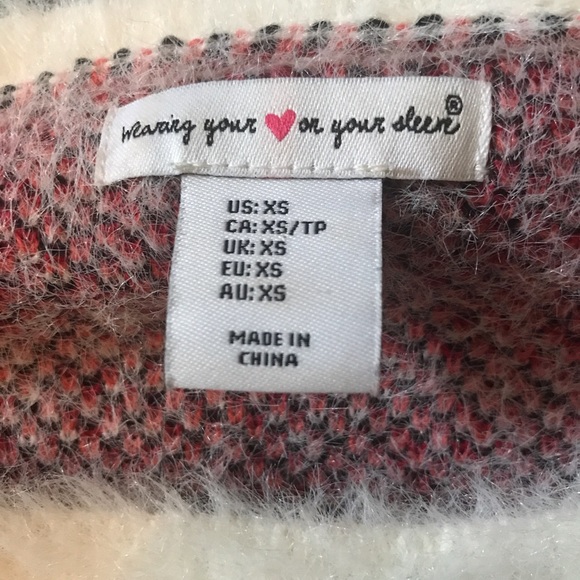 wearing your ❤ on your sleeve®
US: XS
CA: XS/TP
UK: XS
EU: XS
AU: XS
MADE IN
CHINA